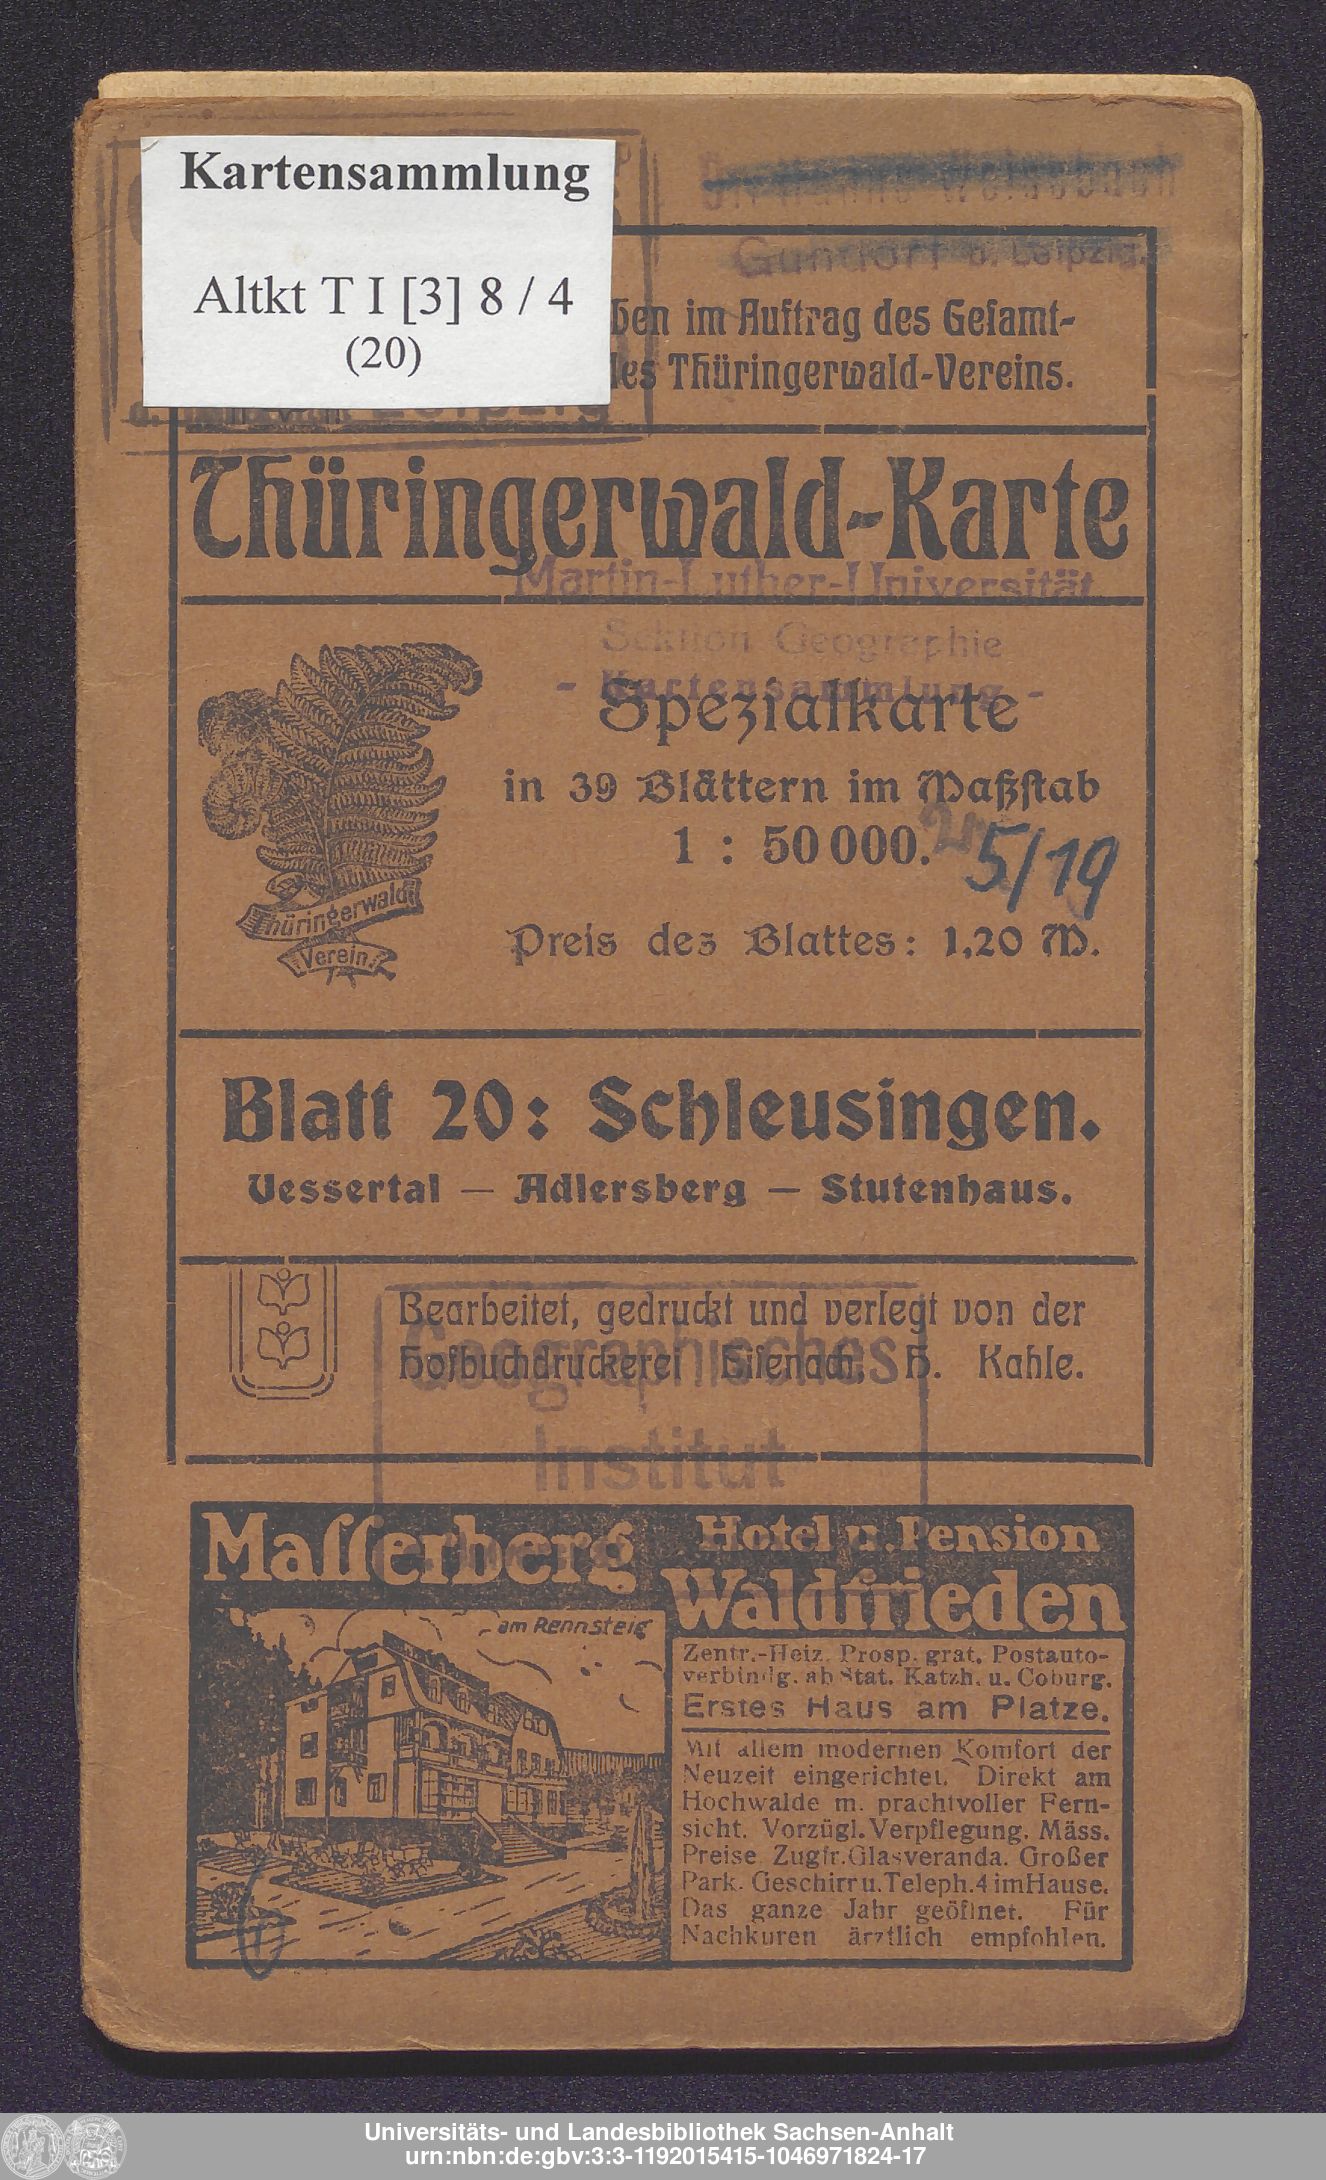 Kartensammlung
Altkt T I [3] 8 / 4
(20)
Gundorf b. Leipzig.
ben im Auftrag des Gesamt-
des Thüringerwald-Vereins.
Thüringerwald-Karte
Martin-Luther-Universität
Sektion Geographie
- Kartensammlung -
Spezialkarte
in 39 Blättern im Maßstab
1 : 50 000.
5/19
Preis des Blattes: 1,20 M.
Thüringerwald
Verein.
Blatt 20: Schleusingen.
Vessertal — Adlersberg — Stutenhaus.
Bearbeitet, gedruckt und verlegt von der
Hofbuchdruckerei Eisenach, H. Kahle.
Geographisches
Institut
Masserberg
am Rennsteig
Hotel u. Pension
Waldfrieden
Zentr.-Heiz. Prosp. grat. Postauto-
verbindg. ab Stat. Katzh. u. Coburg.
Erstes Haus am Platze.
Mit allem modernen Komfort der
Neuzeit eingerichtet. Direkt am
Hochwalde m. prachtvoller Fern-
sicht. Vorzügl. Verpflegung. Mäss.
Preise. Zugfr. Glasveranda. Großer
Park. Geschirr u. Teleph. 4 im Hause.
Das ganze Jahr geöffnet. Für
Nachkuren ärztlich empfohlen.
Universitäts- und Landesbibliothek Sachsen-Anhalt
urn:nbn:de:gbv:3:3-1192015415-1046971824-17